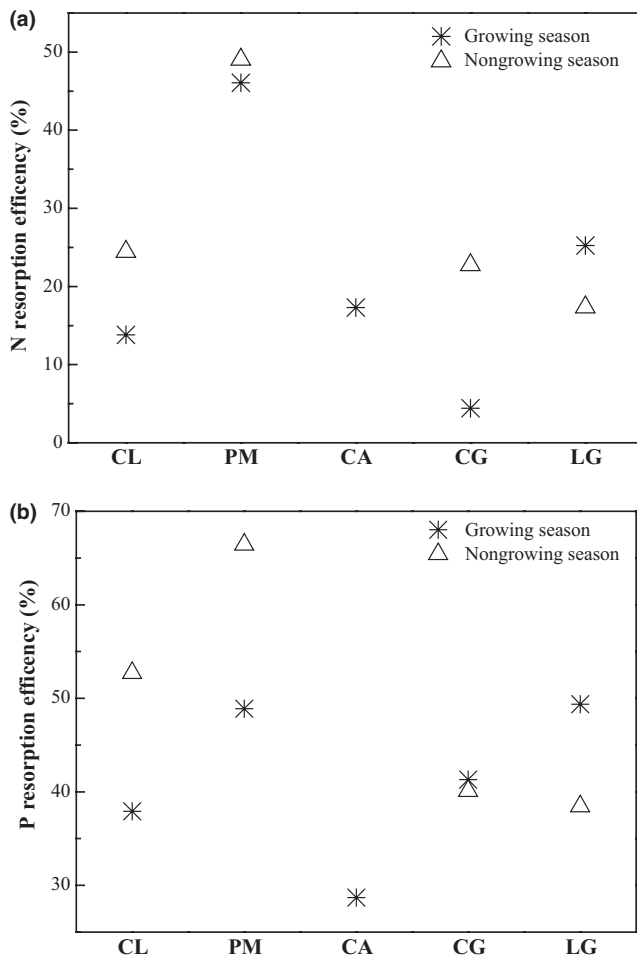 (a)
Growing season
Nongrowing season
N resorption efficency (%)
50
40
30
20
10
0
CL PM CA CG LG
(b)
Growing season
Nongrowing season
P resorption efficency (%)
70
60
50
40
30
CL PM CA CG LG